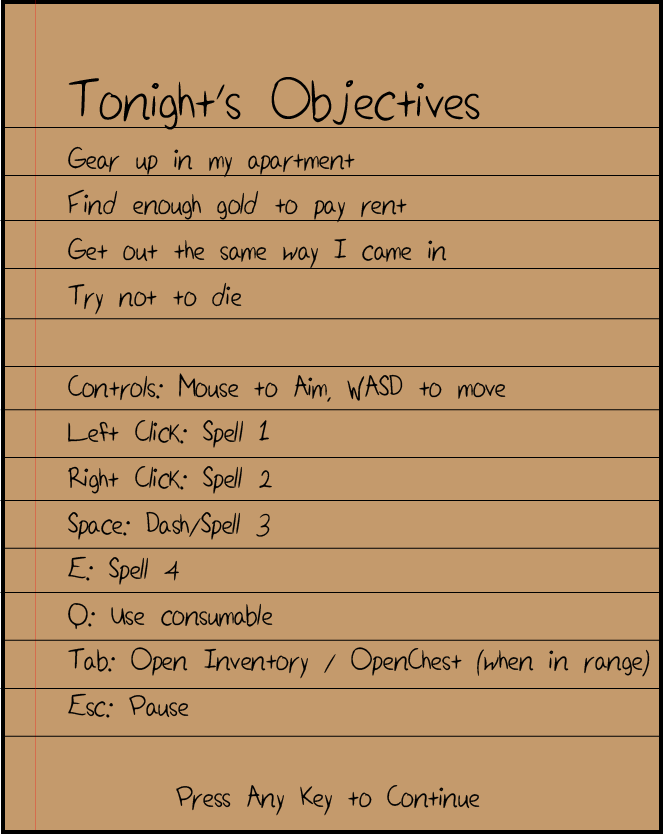 Tonight's Objectives
Gear up in my apartment
Find enough gold to pay rent
Get out the same way I came in
Try not to die
Controls: Mouse to Aim, WASD to move
Left Click: Spell 1
Right Click: Spell 2
Space: Dash/Spell 3
E: Spell 4
Q: Use consumable
Tab: Open Inventory / OpenChest (when in range)
Esc: Pause
Press Any Key to Continue